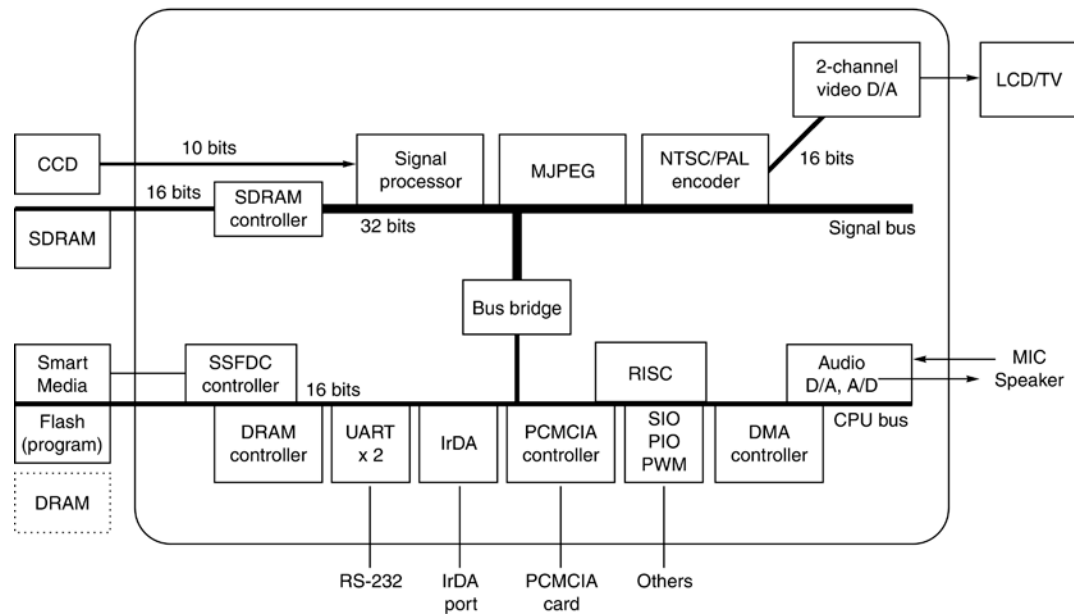 2-channel
video D/A
LCD/TV
CCD
10 bits
Signal
processor
MJPEG
NTSC/PAL
encoder
16 bits
16 bits
SDRAM
controller
32 bits
Signal bus
SDRAM
Bus bridge
Smart
Media
SSFDC
controller
16 bits
RISC
Audio
D/A, A/D
MIC
Speaker
CPU bus
Flash
(program)
DRAM
controller
UART
x 2
IrDA
PCMCIA
controller
SIO
PIO
PWM
DMA
controller
DRAM
RS-232
IrDA
port
PCMCIA
card
Others